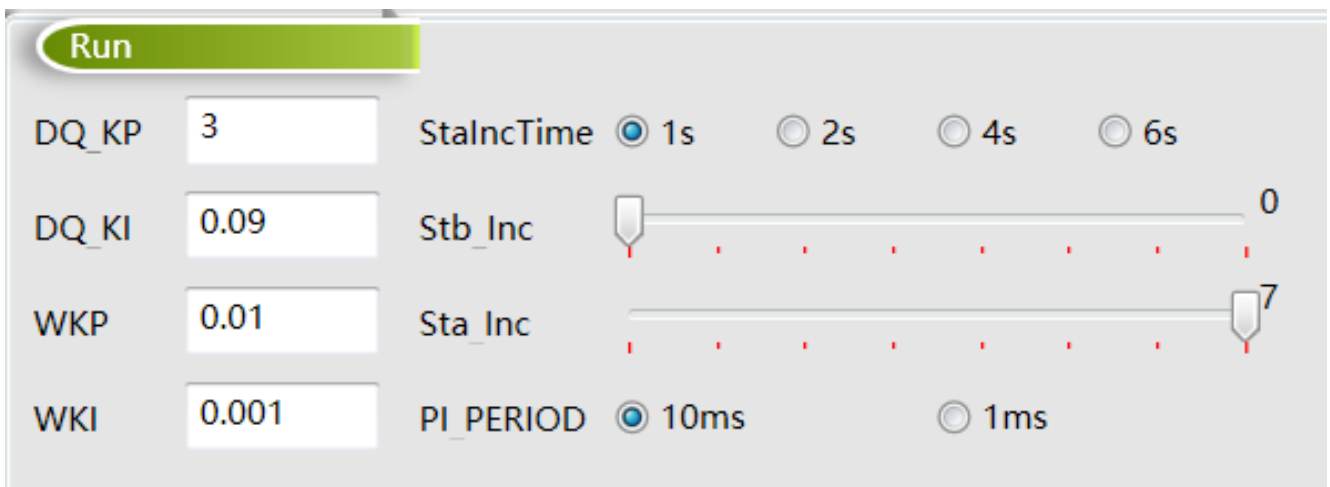 Run
DQ_KP 3 StaIncTime 1s 2s 4s 6s
DQ_KI 0.09 Stb_Inc 0
WKP 0.01 Sta_Inc 7
WKI 0.001 PI_PERIOD 10ms 1ms